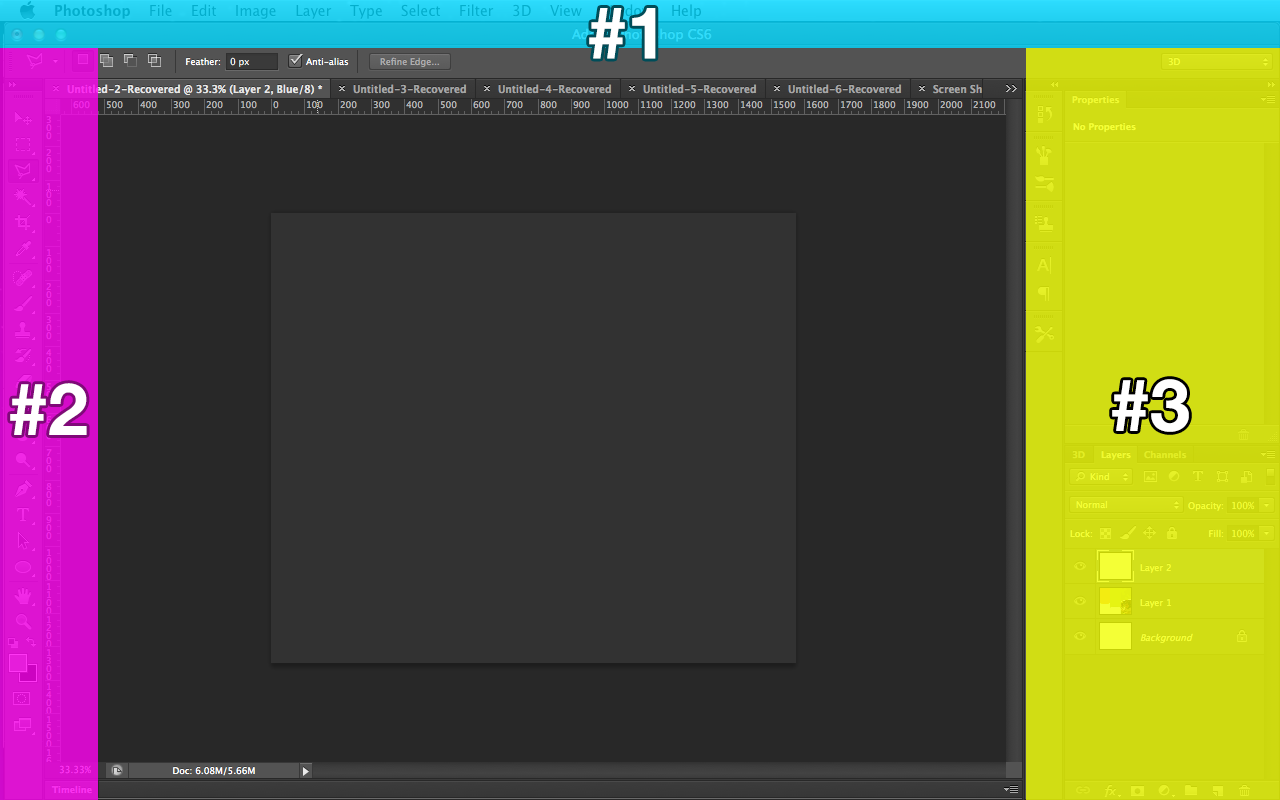 Photoshop File Edit Image Layer Type Select Filter 3D View Help
#1
CS6
Feather: 0 px Anti-alias Refine Edge... 3D
Untitled-2-Recovered @ 33.3% (Layer 2, Blue/8) * Untitled-3-Recovered Untitled-4-Recovered Untitled-5-Recovered Untitled-6-Recovered Screen Sh
600 500 400 300 200 100 0 100 200 300 400 500 600 700 800 900 1000 1100 1200 1300 1400 1500 1600 1700 1800 1900 2000 2100
Properties
No Properties
#2
#3
3D Layers Channels
Kind
Normal Opacity: 100%
Lock: Fill: 100%
Layer 2
Layer 1
Background
33.33% Doc: 6.08M/5.66M
Timeline